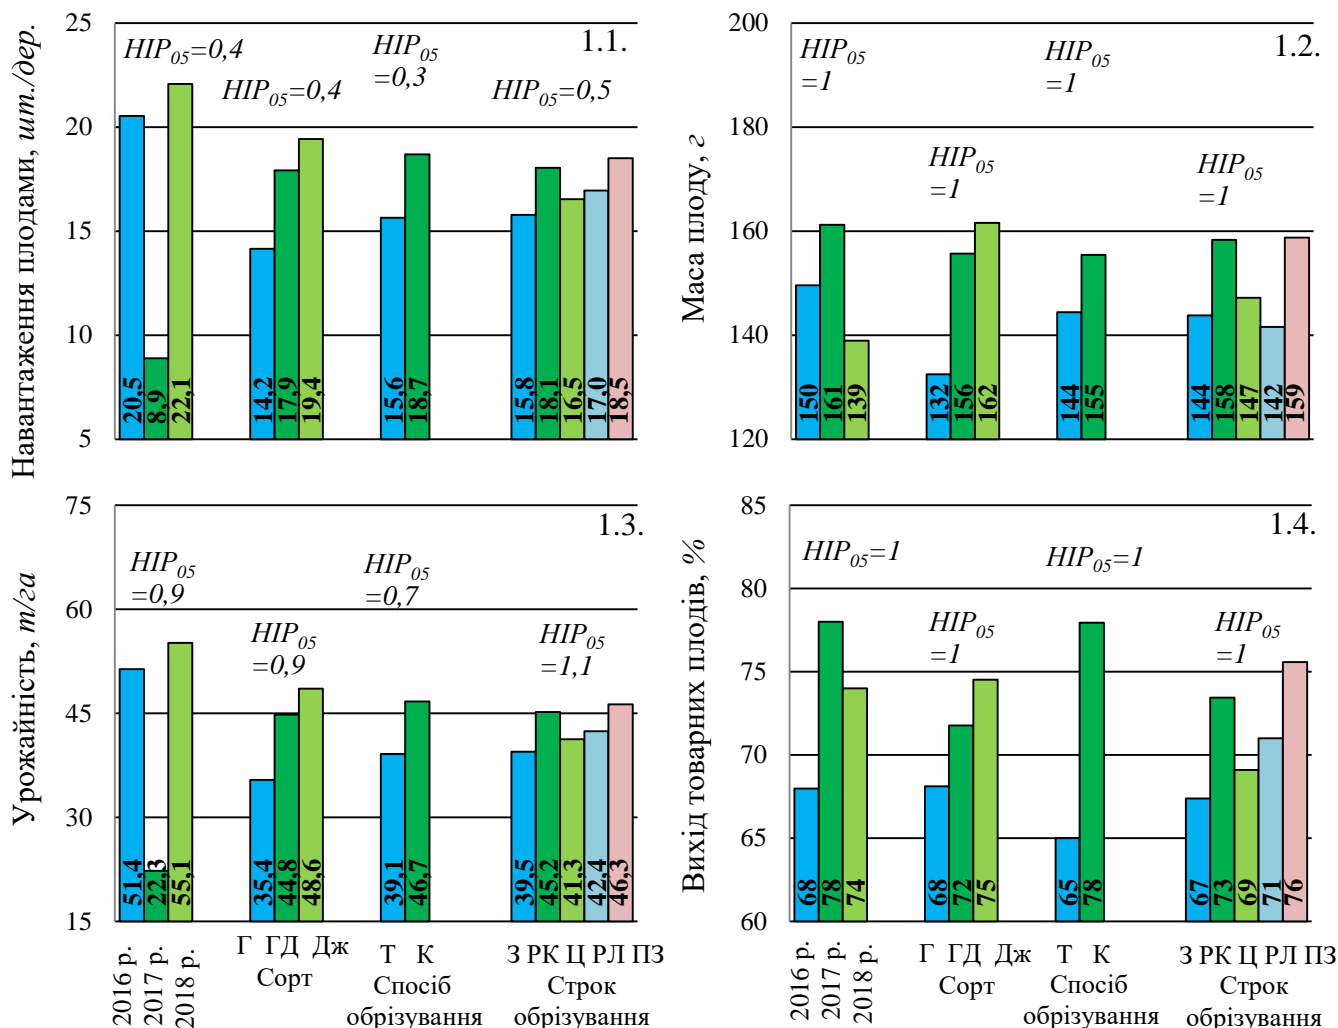 Навантаження плодами, шт./дер.
25
20
15
10
5
1.1.
НІР05=0,4
НІР05=0,4
НІР05
=0,3
НІР05=0,5
20,5
8,9
22,1
14,2
17,9
19,4
15,6
18,7
15,8
18,1
16,5
17,0
18,5
Маса плоду, г
200
180
160
140
120
1.2.
НІР05
=1
НІР05
=1
НІР05
=1
НІР05
=1
150
161
139
132
156
162
144
155
144
158
147
142
159
Урожайність, т/га
75
60
45
30
15
1.3.
НІР05
=0,9
НІР05
=0,9
НІР05
=0,7
НІР05
=1,1
51,4
22,3
55,1
35,4
44,8
48,6
39,1
46,7
39,5
45,2
41,3
42,4
46,3
2016 р.
2017 р.
2018 р.
Г ГД Дж
Сорт
Т К
Спосіб
обрізування
З РК Ц РЛ ПЗ
Строк
обрізування
Вихід товарних плодів, %
85
80
75
70
65
60
1.4.
НІР05=1
НІР05
=1
НІР05=1
НІР05
=1
68
78
74
68
72
75
65
78
67
73
69
71
76
2016 р.
2017 р.
2018 р.
Г ГД Дж
Сорт
Т К
Спосіб
обрізування
З РК Ц РЛ ПЗ
Строк
обрізування